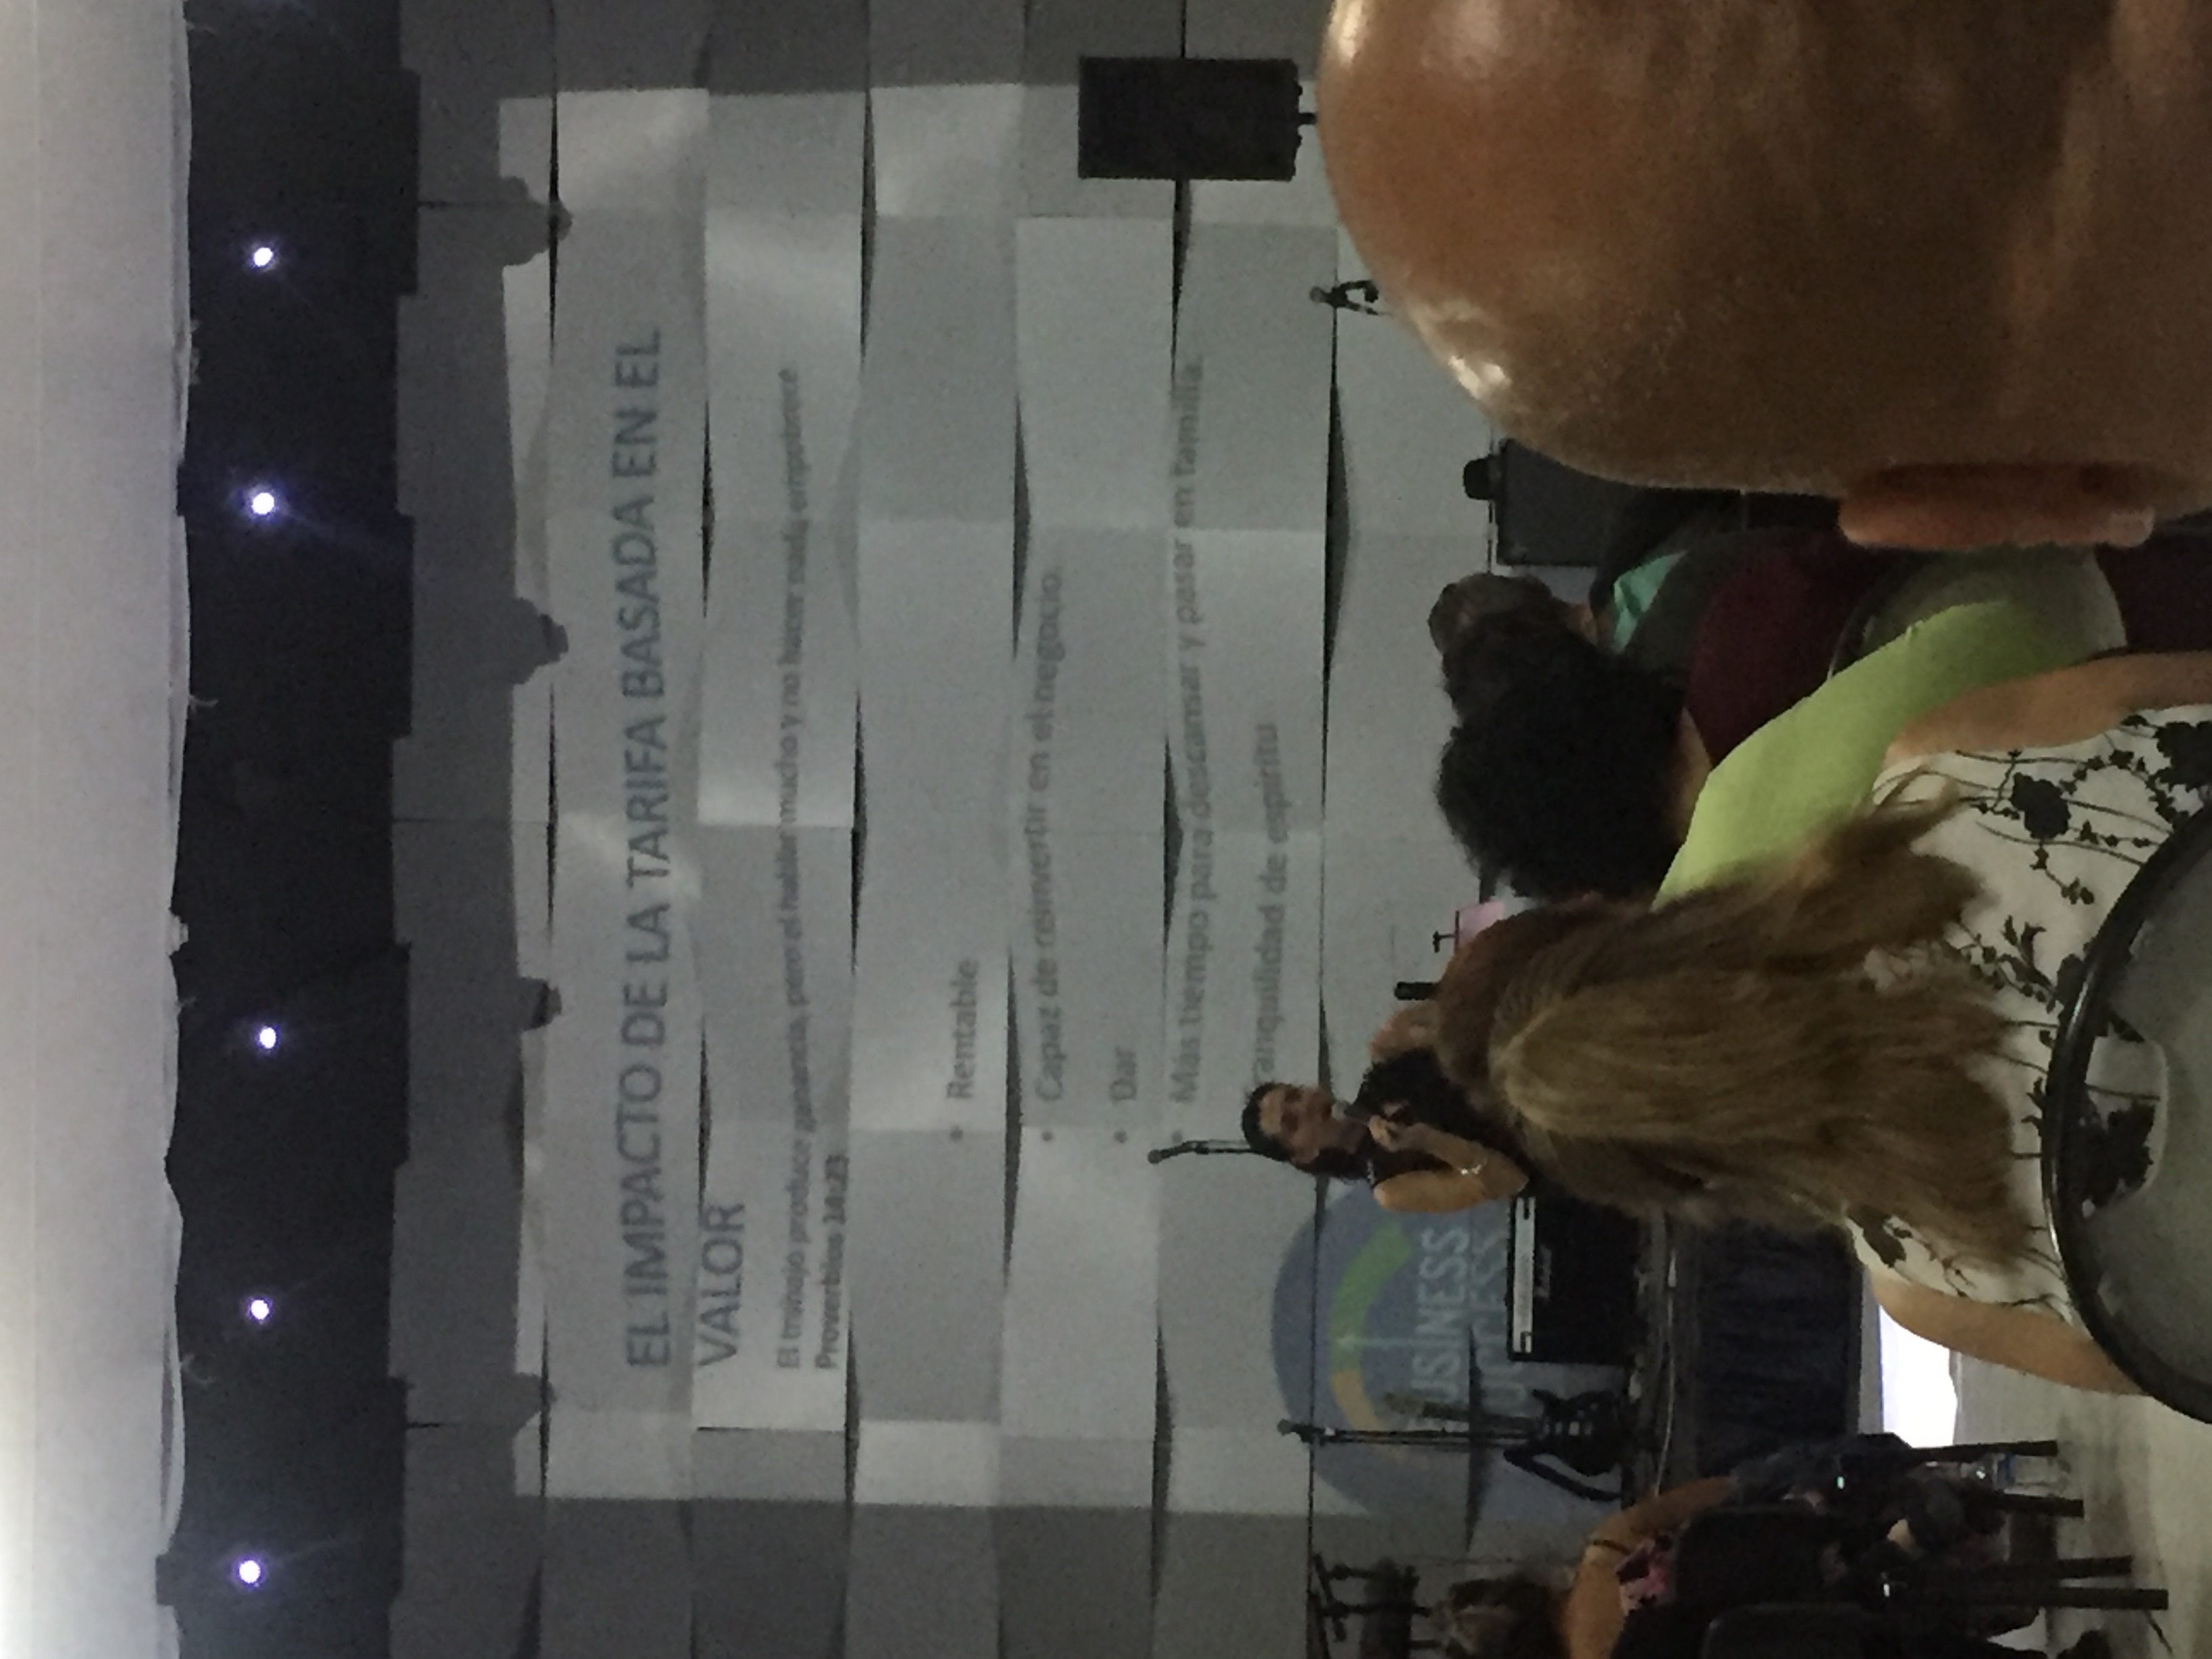 EL IMPACTO DE LA TARIFA BASADA EN EL
VALOR
El trabajo produce ganancia, pero el hablar mucho y no hacer nada empobrece
Proverbios 14:23
• Rentable
• Capaz de reinvertir en el negocio.
• Dar
• Más tiempo para descansar y pasar en familia.
Tranquilidad de espíritu
USINESS
UCCESS
Marshall